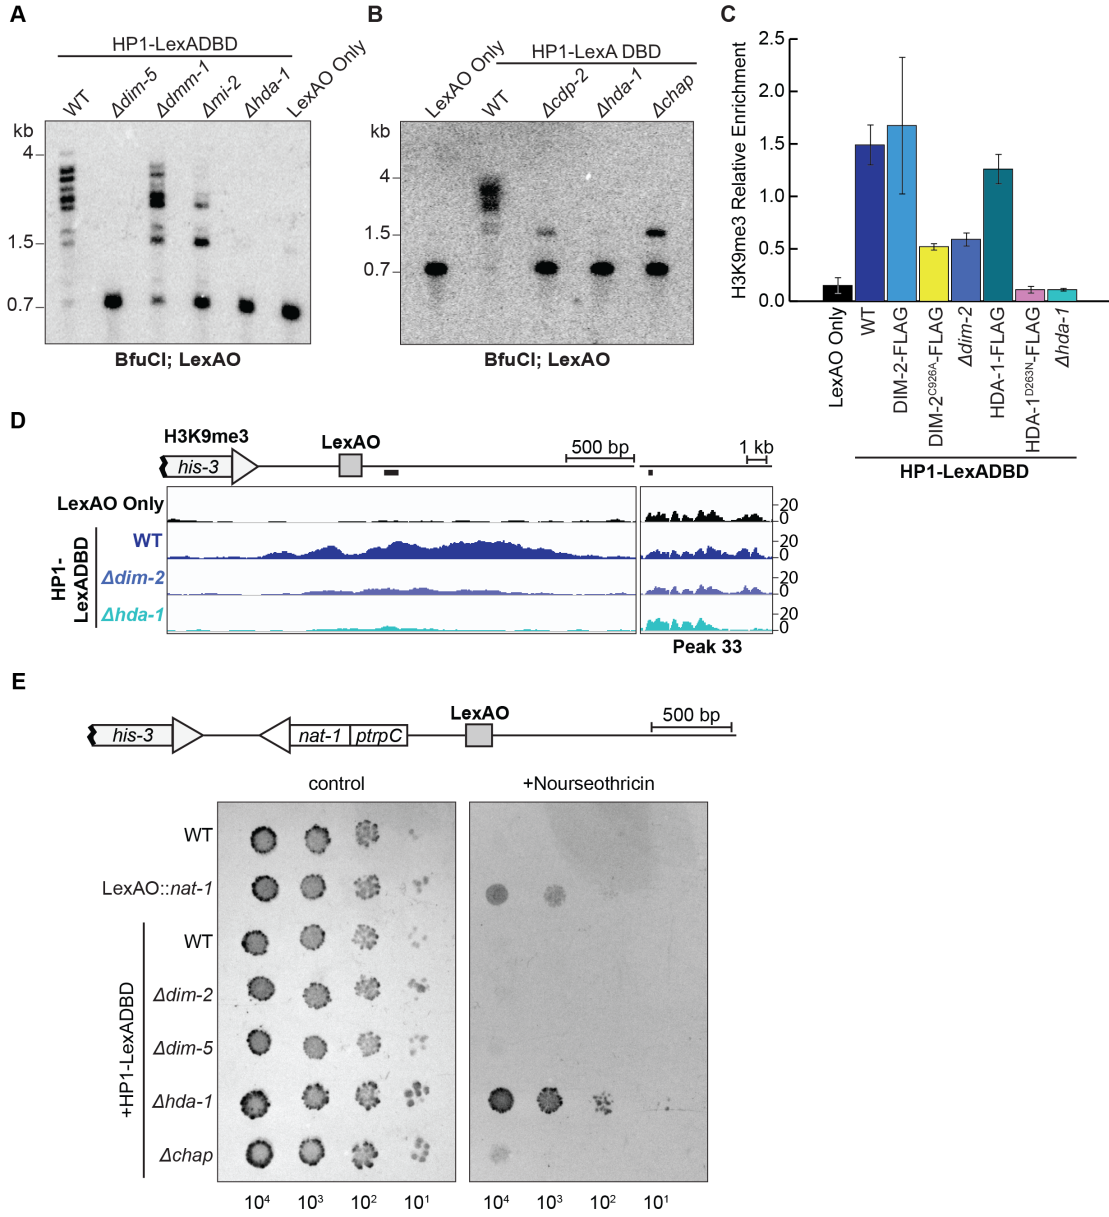 A
HP1-LexADBD
WT
Δdim-5
Δdmm-1
Δmi-2
Δhda-1
LexAO Only
kb
4
1.5
0.7
BfuCI; LexAO
B
HP1-LexA DBD
LexAO Only
WT
Δcdp-2
Δhda-1
Δchap
kb
4
1.5
0.7
BfuCI; LexAO
C
H3K9me3 Relative Enrichment
2.5
2.0
1.5
1.0
0.5
0.0
LexAO Only
WT
DIM-2-FLAG
DIM-2C926A-FLAG
Δdim-2
HDA-1-FLAG
HDA-1D263N-FLAG
Δhda-1
HP1-LexADBD
D
H3K9me3
his-3
LexAO
500 bp
1 kb
LexAO Only
20
0
HP1-
LexADBD
WT
20
0
Δdim-2
20
0
Δhda-1
20
0
Peak 33
E
his-3
nat-1
ptrpC
LexAO
500 bp
control
+Nourseothricin
WT
LexAO::nat-1
+HP1-LexADBD
WT
Δdim-2
Δdim-5
Δhda-1
Δchap
10⁴ 10³ 10² 10¹
10⁴ 10³ 10² 10¹